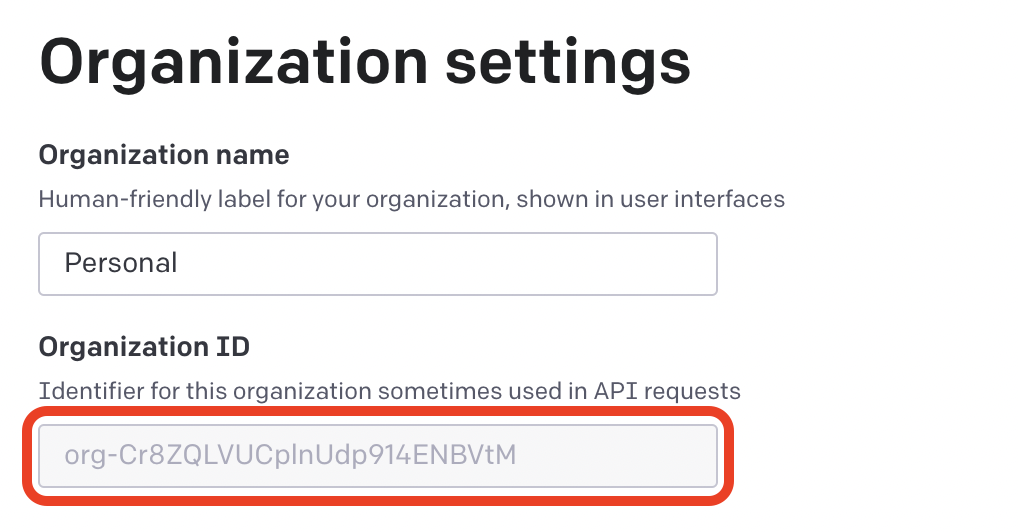 Organization settings
Organization name
Human-friendly label for your organization, shown in user interfaces
Personal
Organization ID
Identifier for this organization sometimes used in API requests
org-Cr8ZQLVUCplnUdp914ENBVtM